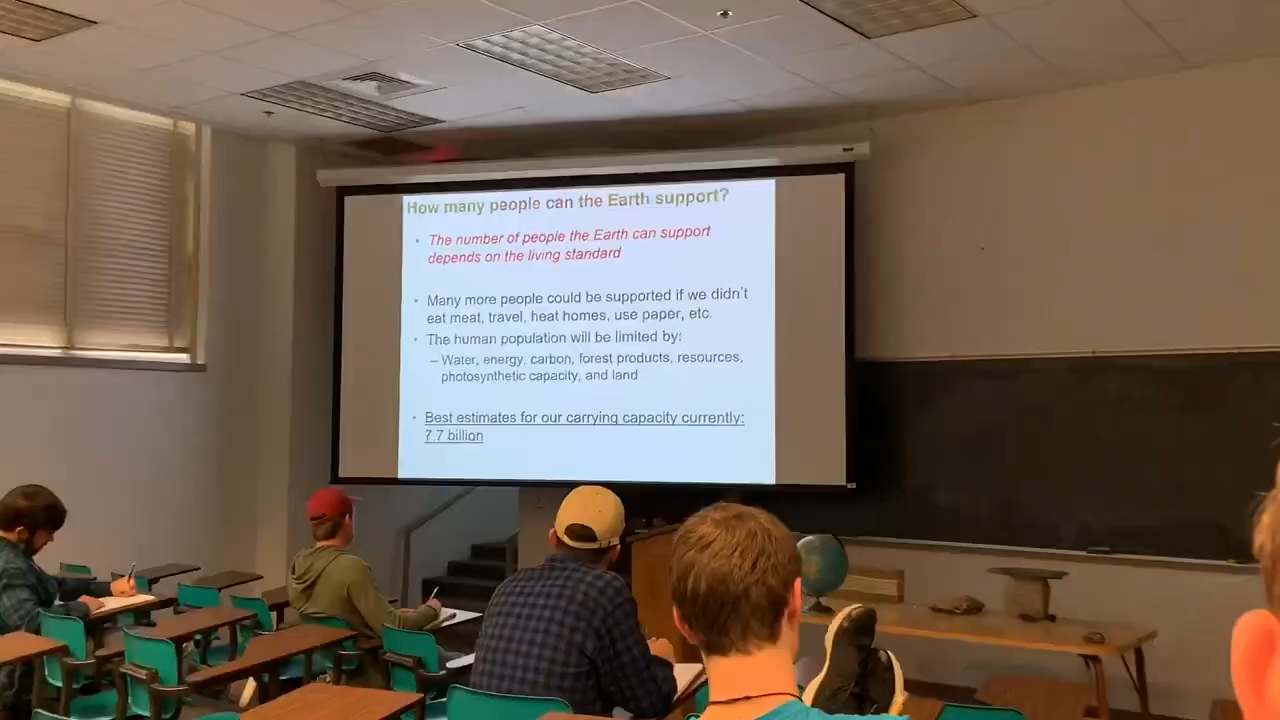 How many people can the Earth support?
• The number of people the Earth can support
depends on the living standard
• Many more people could be supported if we didn't
eat meat, travel, heat homes, use paper, etc.
• The human population will be limited by:
– Water, energy, carbon, forest products, resources,
photosynthetic capacity, and land
• Best estimates for our carrying capacity currently:
7.7 billion